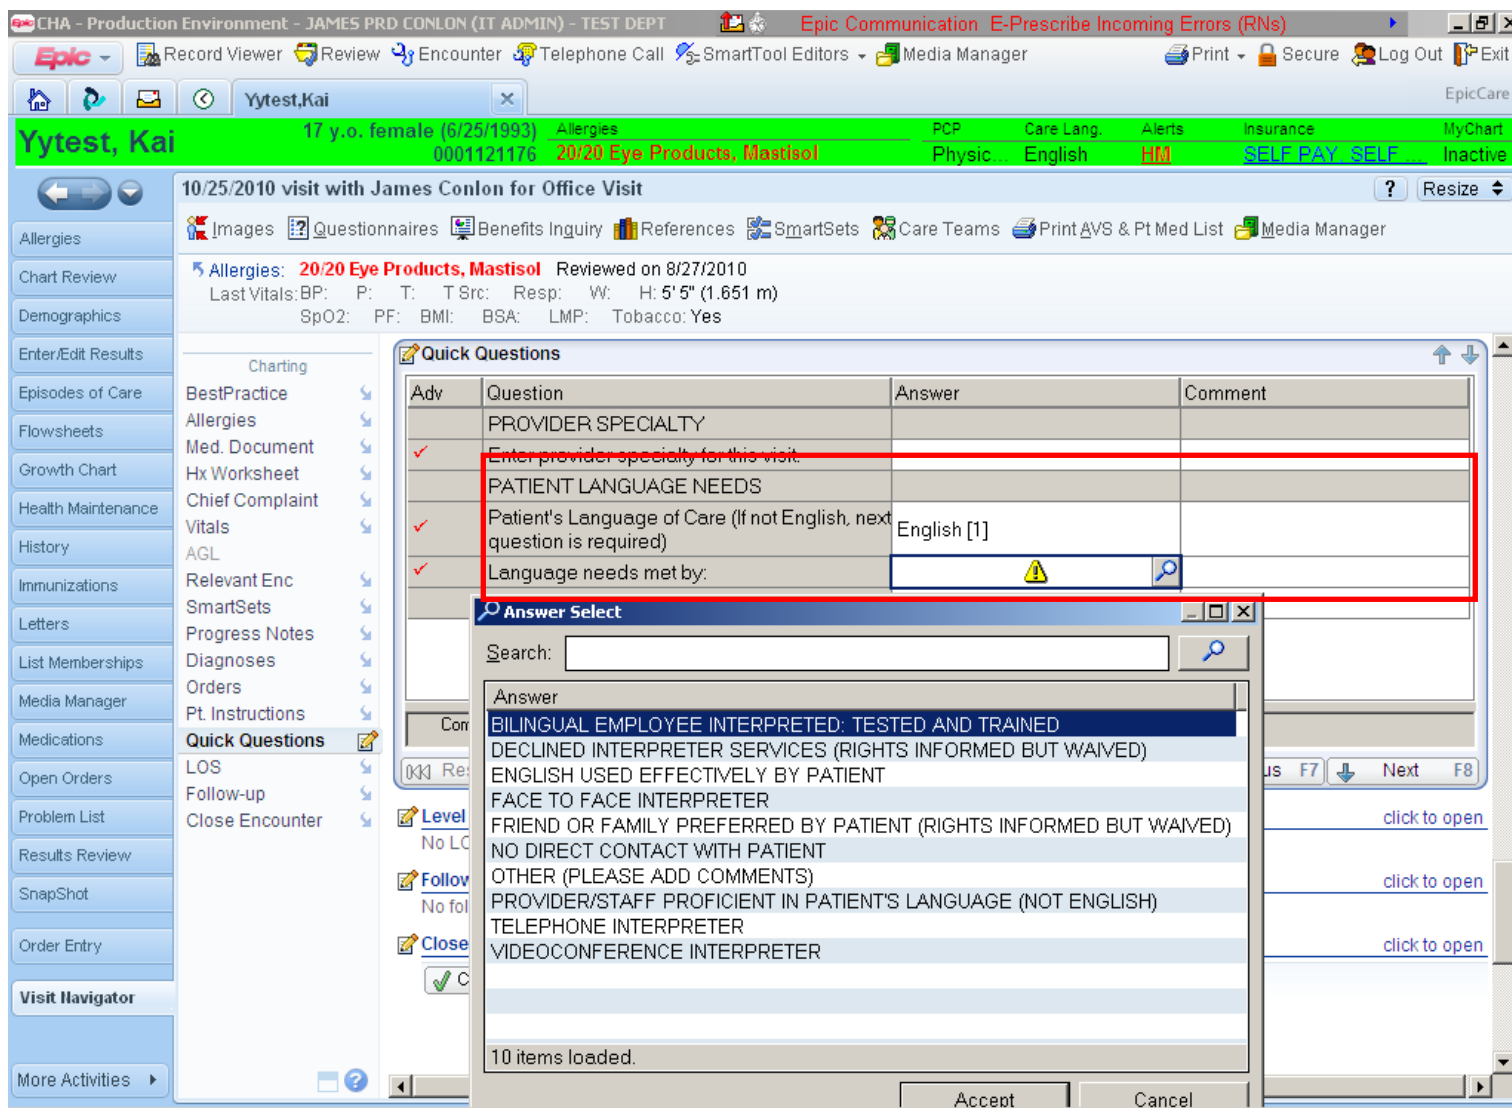 CHA - Production Environment - JAMES PRD CONLON (IT ADMIN) - TEST DEPT Epic Communication E-Prescribe Incoming Errors (RNs)
Epic Record Viewer Review Encounter Telephone Call SmartTool Editors Media Manager Print Secure Log Out Exit
Yytest,Kai EpicCare
Yytest, Kai 17 y.o. female (6/25/1993) Allergies PCP Care Lang. Alerts Insurance MyChart
0001121176 20/20 Eye Products, Mastisol Physic... English HM SELF PAY, SELF ... Inactive
10/25/2010 visit with James Conlon for Office Visit ? Resize
Images Questionnaires Benefits Inquiry References SmartSets Care Teams Print AVS & Pt Med List Media Manager
Allergies: 20/20 Eye Products, Mastisol Reviewed on 8/27/2010
Last Vitals: BP: P: T: T Src: Resp: W: H: 5' 5" (1.651 m)
SpO2: PF: BMI: BSA: LMP: Tobacco: Yes
Allergies
Chart Review
Demographics
Enter/Edit Results
Episodes of Care
Flowsheets
Growth Chart
Health Maintenance
History
Immunizations
Letters
List Memberships
Media Manager
Medications
Open Orders
Problem List
Results Review
SnapShot
Order Entry
Visit Navigator
More Activities
Charting
BestPractice
Allergies
Med. Document
Hx Worksheet
Chief Complaint
Vitals
AGL
Relevant Enc
SmartSets
Progress Notes
Diagnoses
Orders
Pt. Instructions
Quick Questions
LOS
Follow-up
Close Encounter
Quick Questions
Adv Question Answer Comment
PROVIDER SPECIALTY
Enter provider specialty for this visit.
PATIENT LANGUAGE NEEDS
Patient's Language of Care (If not English, next
question is required) English [1]
Language needs met by:
Com
Res us F7 Next F8
Level click to open
No LO
Follow click to open
No fol
Close click to open
C
Answer Select
Search:
Answer
BILINGUAL EMPLOYEE INTERPRETED: TESTED AND TRAINED
DECLINED INTERPRETER SERVICES (RIGHTS INFORMED BUT WAIVED)
ENGLISH USED EFFECTIVELY BY PATIENT
FACE TO FACE INTERPRETER
FRIEND OR FAMILY PREFERRED BY PATIENT (RIGHTS INFORMED BUT WAIVED)
NO DIRECT CONTACT WITH PATIENT
OTHER (PLEASE ADD COMMENTS)
PROVIDER/STAFF PROFICIENT IN PATIENT'S LANGUAGE (NOT ENGLISH)
TELEPHONE INTERPRETER
VIDEOCONFERENCE INTERPRETER
10 items loaded.
Accept Cancel